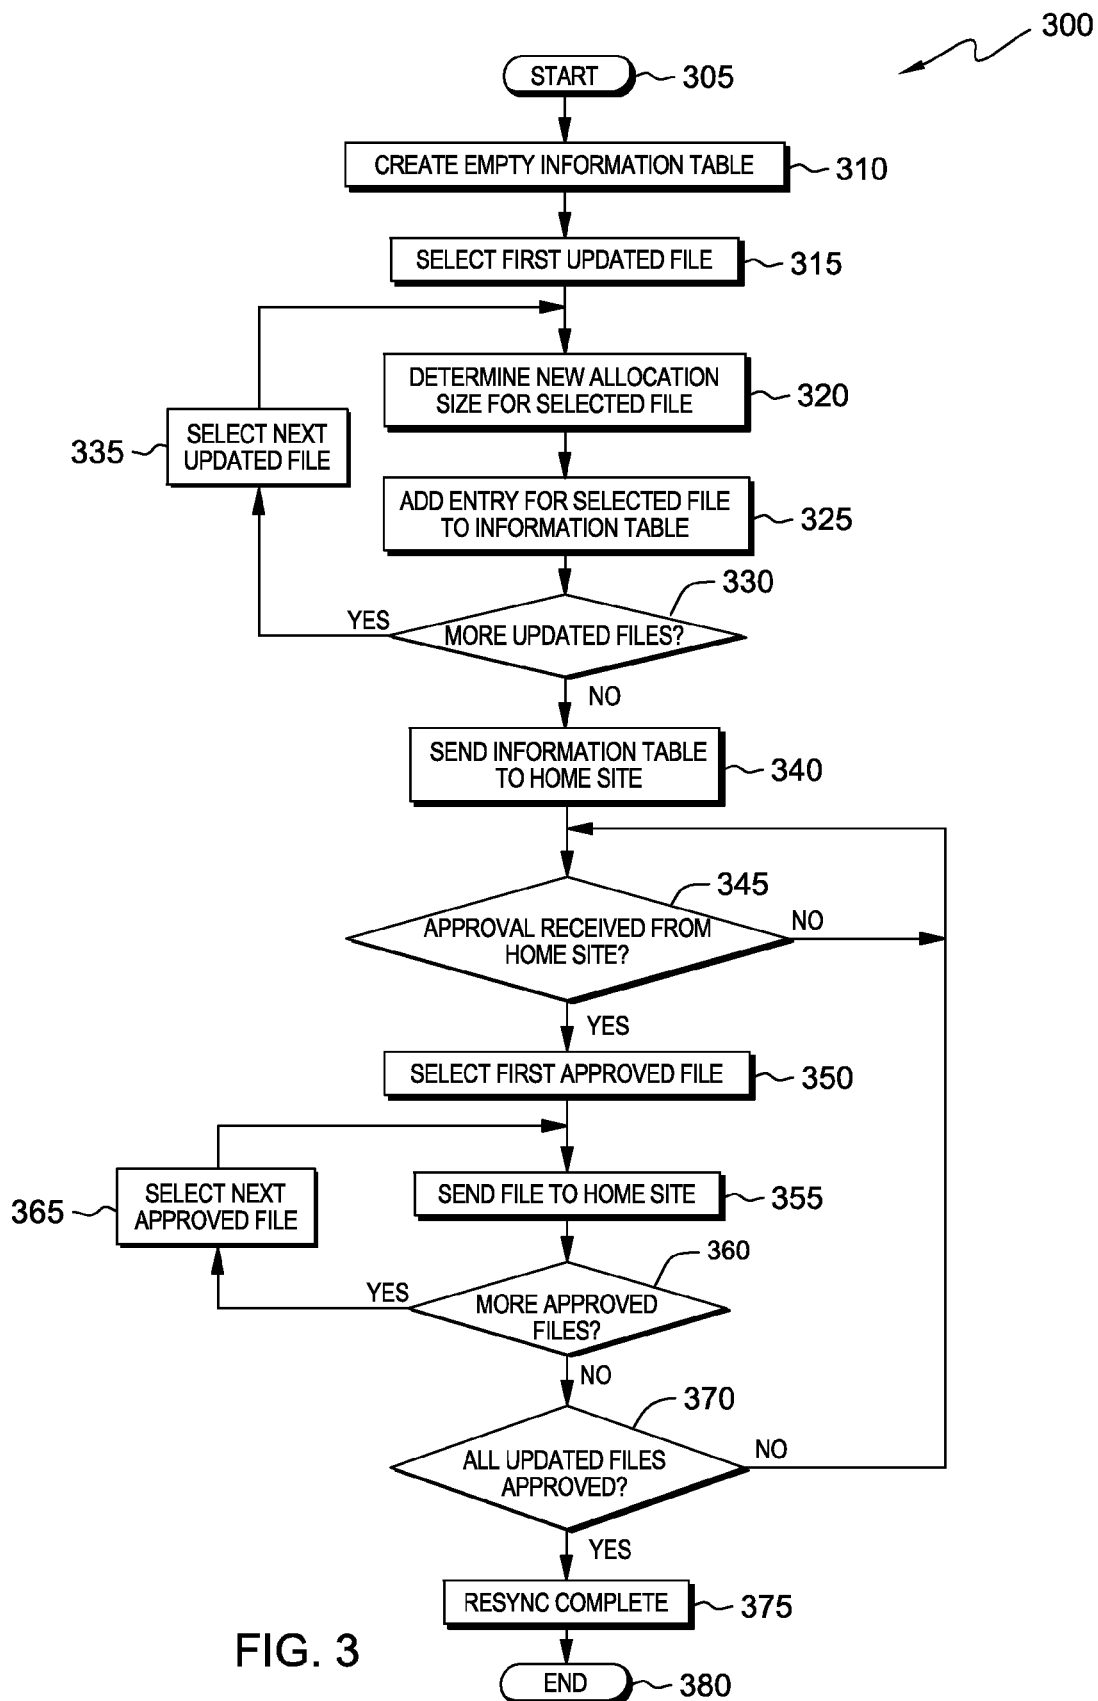 300
START
305
CREATE EMPTY INFORMATION TABLE
310
SELECT FIRST UPDATED FILE
315
DETERMINE NEW ALLOCATION
SIZE FOR SELECTED FILE
320
335
SELECT NEXT
UPDATED FILE
ADD ENTRY FOR SELECTED FILE
TO INFORMATION TABLE
325
330
YES
MORE UPDATED FILES?
NO
SEND INFORMATION TABLE
TO HOME SITE
340
345
APPROVAL RECEIVED FROM
HOME SITE?
NO
YES
SELECT FIRST APPROVED FILE
350
365
SELECT NEXT
APPROVED FILE
SEND FILE TO HOME SITE
355
360
YES
MORE APPROVED
FILES?
NO
370
ALL UPDATED FILES
APPROVED?
NO
YES
RESYNC COMPLETE
375
FIG. 3
END
380